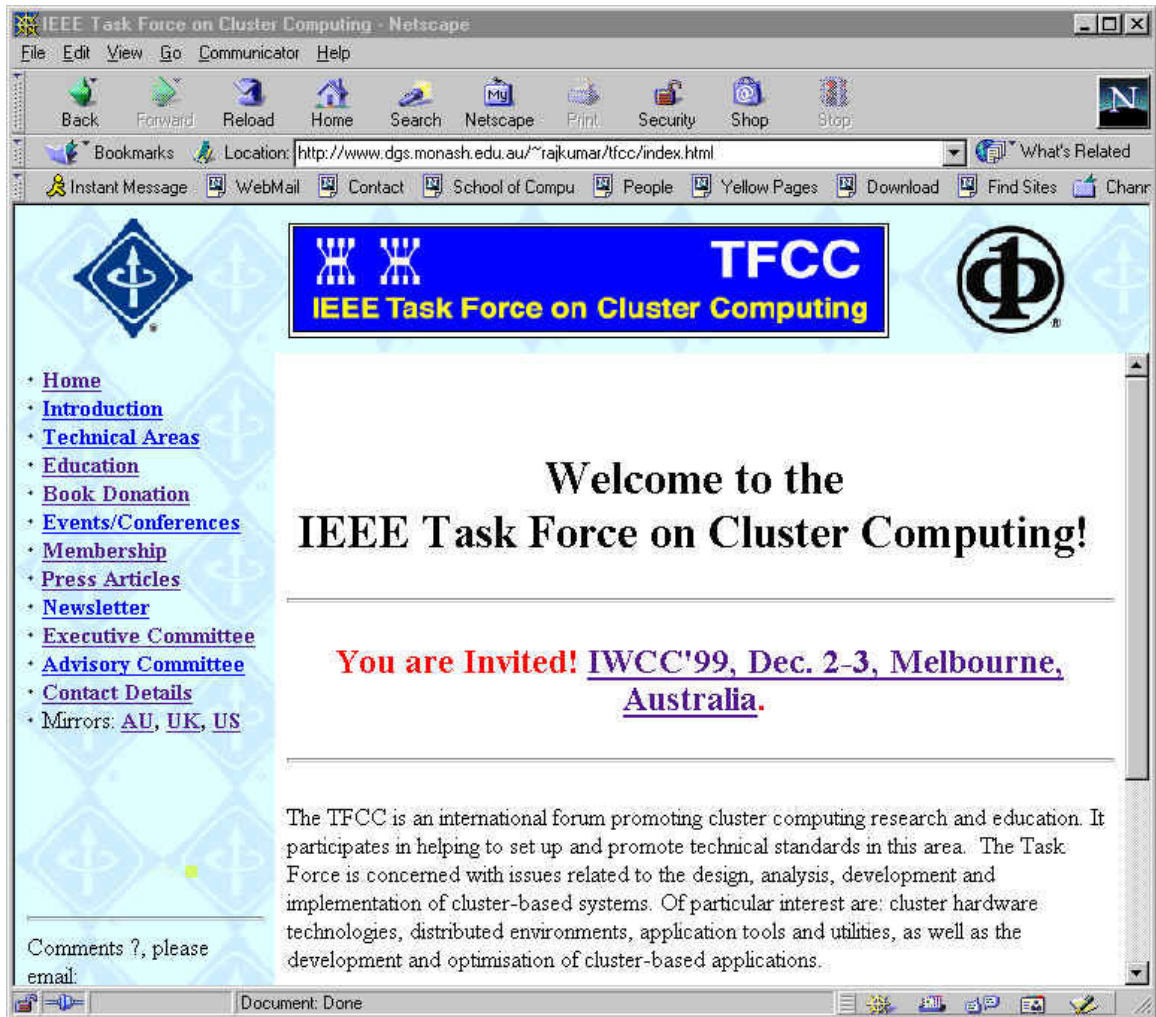 IEEE Task Force on Cluster Computing - Netscape
File Edit View Go Communicator Help
Back Forward Reload Home Search Netscape Print Security Shop Stop
My
N
Bookmarks Location: http://www.dgs.monash.edu.au/~rajkumar/tfcc/index.html What's Related
Instant Message WebMail Contact School of Compu People Yellow Pages Download Find Sites Chann
TFCC
IEEE Task Force on Cluster Computing
· Home
· Introduction
· Technical Areas
· Education
· Book Donation
· Events/Conferences
· Membership
· Press Articles
· Newsletter
· Executive Committee
· Advisory Committee
· Contact Details
· Mirrors: AU, UK, US
Comments ?, please
email:
Welcome to the
IEEE Task Force on Cluster Computing!
You are Invited! IWCC'99, Dec. 2-3, Melbourne,
Australia.
The TFCC is an international forum promoting cluster computing research and education. It
participates in helping to set up and promote technical standards in this area. The Task
Force is concerned with issues related to the design, analysis, development and
implementation of cluster-based systems. Of particular interest are: cluster hardware
technologies, distributed environments, application tools and utilities, as well as the
development and optimisation of cluster-based applications.
Document: Done